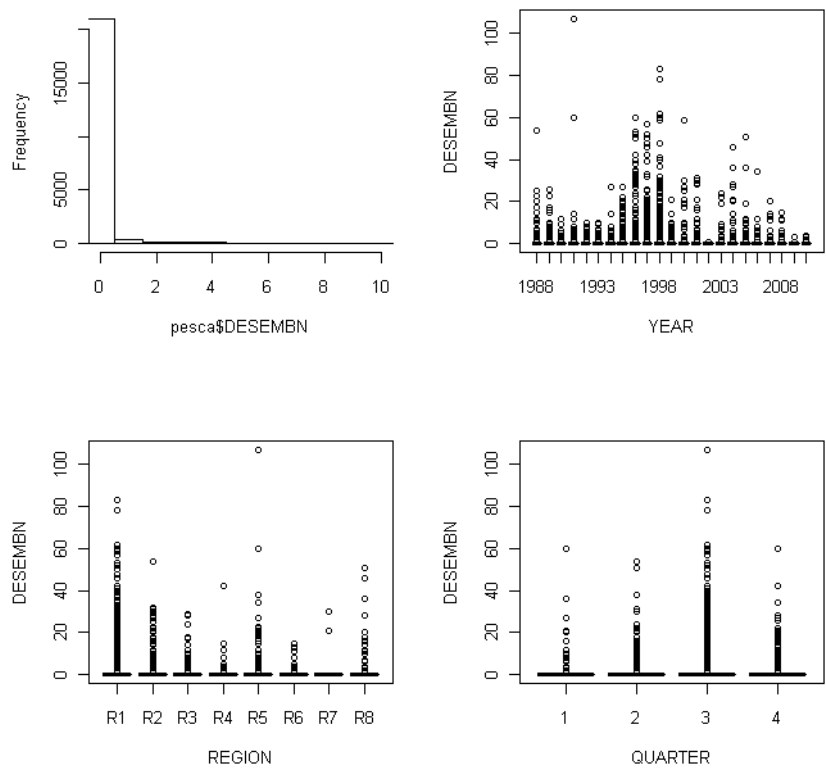 Frequency
0 5000 15000
0 2 4 6 8 10
pesca$DESEMBN
DESEMBN
0 20 40 60 80 100
1988 1993 1998 2003 2008
YEAR
DESEMBN
0 20 40 60 80 100
R1 R2 R3 R4 R5 R6 R7 R8
REGION
DESEMBN
0 20 40 60 80 100
1 2 3 4
QUARTER